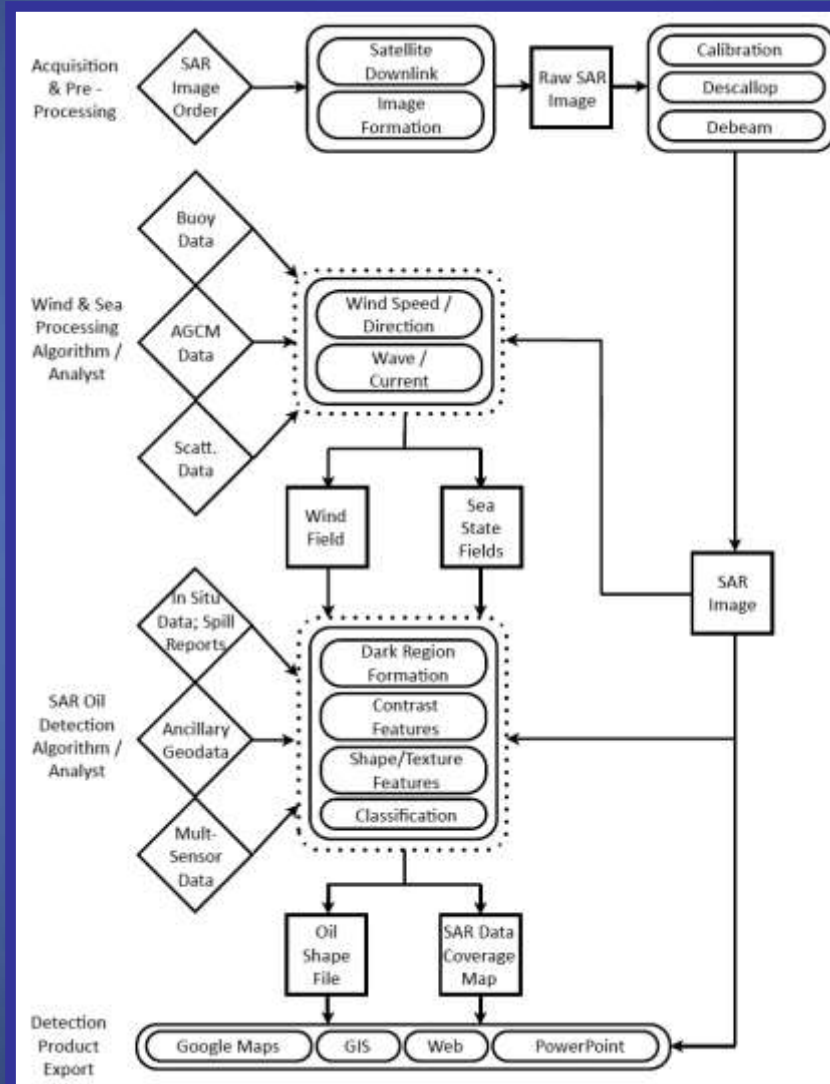 Acquisition
& Pre -
Processing
SAR
Image
Order
Satellite
Downlink
Image
Formation
Raw SAR
Image
Calibration
Descallop
Debeam
Wind & Sea
Processing
Algorithm /
Analyst
Buoy
Data
AGCM
Data
Scatt.
Data
Wind Speed /
Direction
Wave /
Current
Wind
Field
Sea
State
Fields
SAR
Image
SAR Oil
Detection
Algorithm /
Analyst
In Situ
Data; Spill
Reports
Ancillary
Geodata
Mult-
Sensor
Data
Dark Region
Formation
Contrast
Features
Shape/Texture
Features
Classification
Oil
Shape
File
SAR Data
Coverage
Map
Detection
Product
Export
Google Maps
GIS
Web
PowerPoint